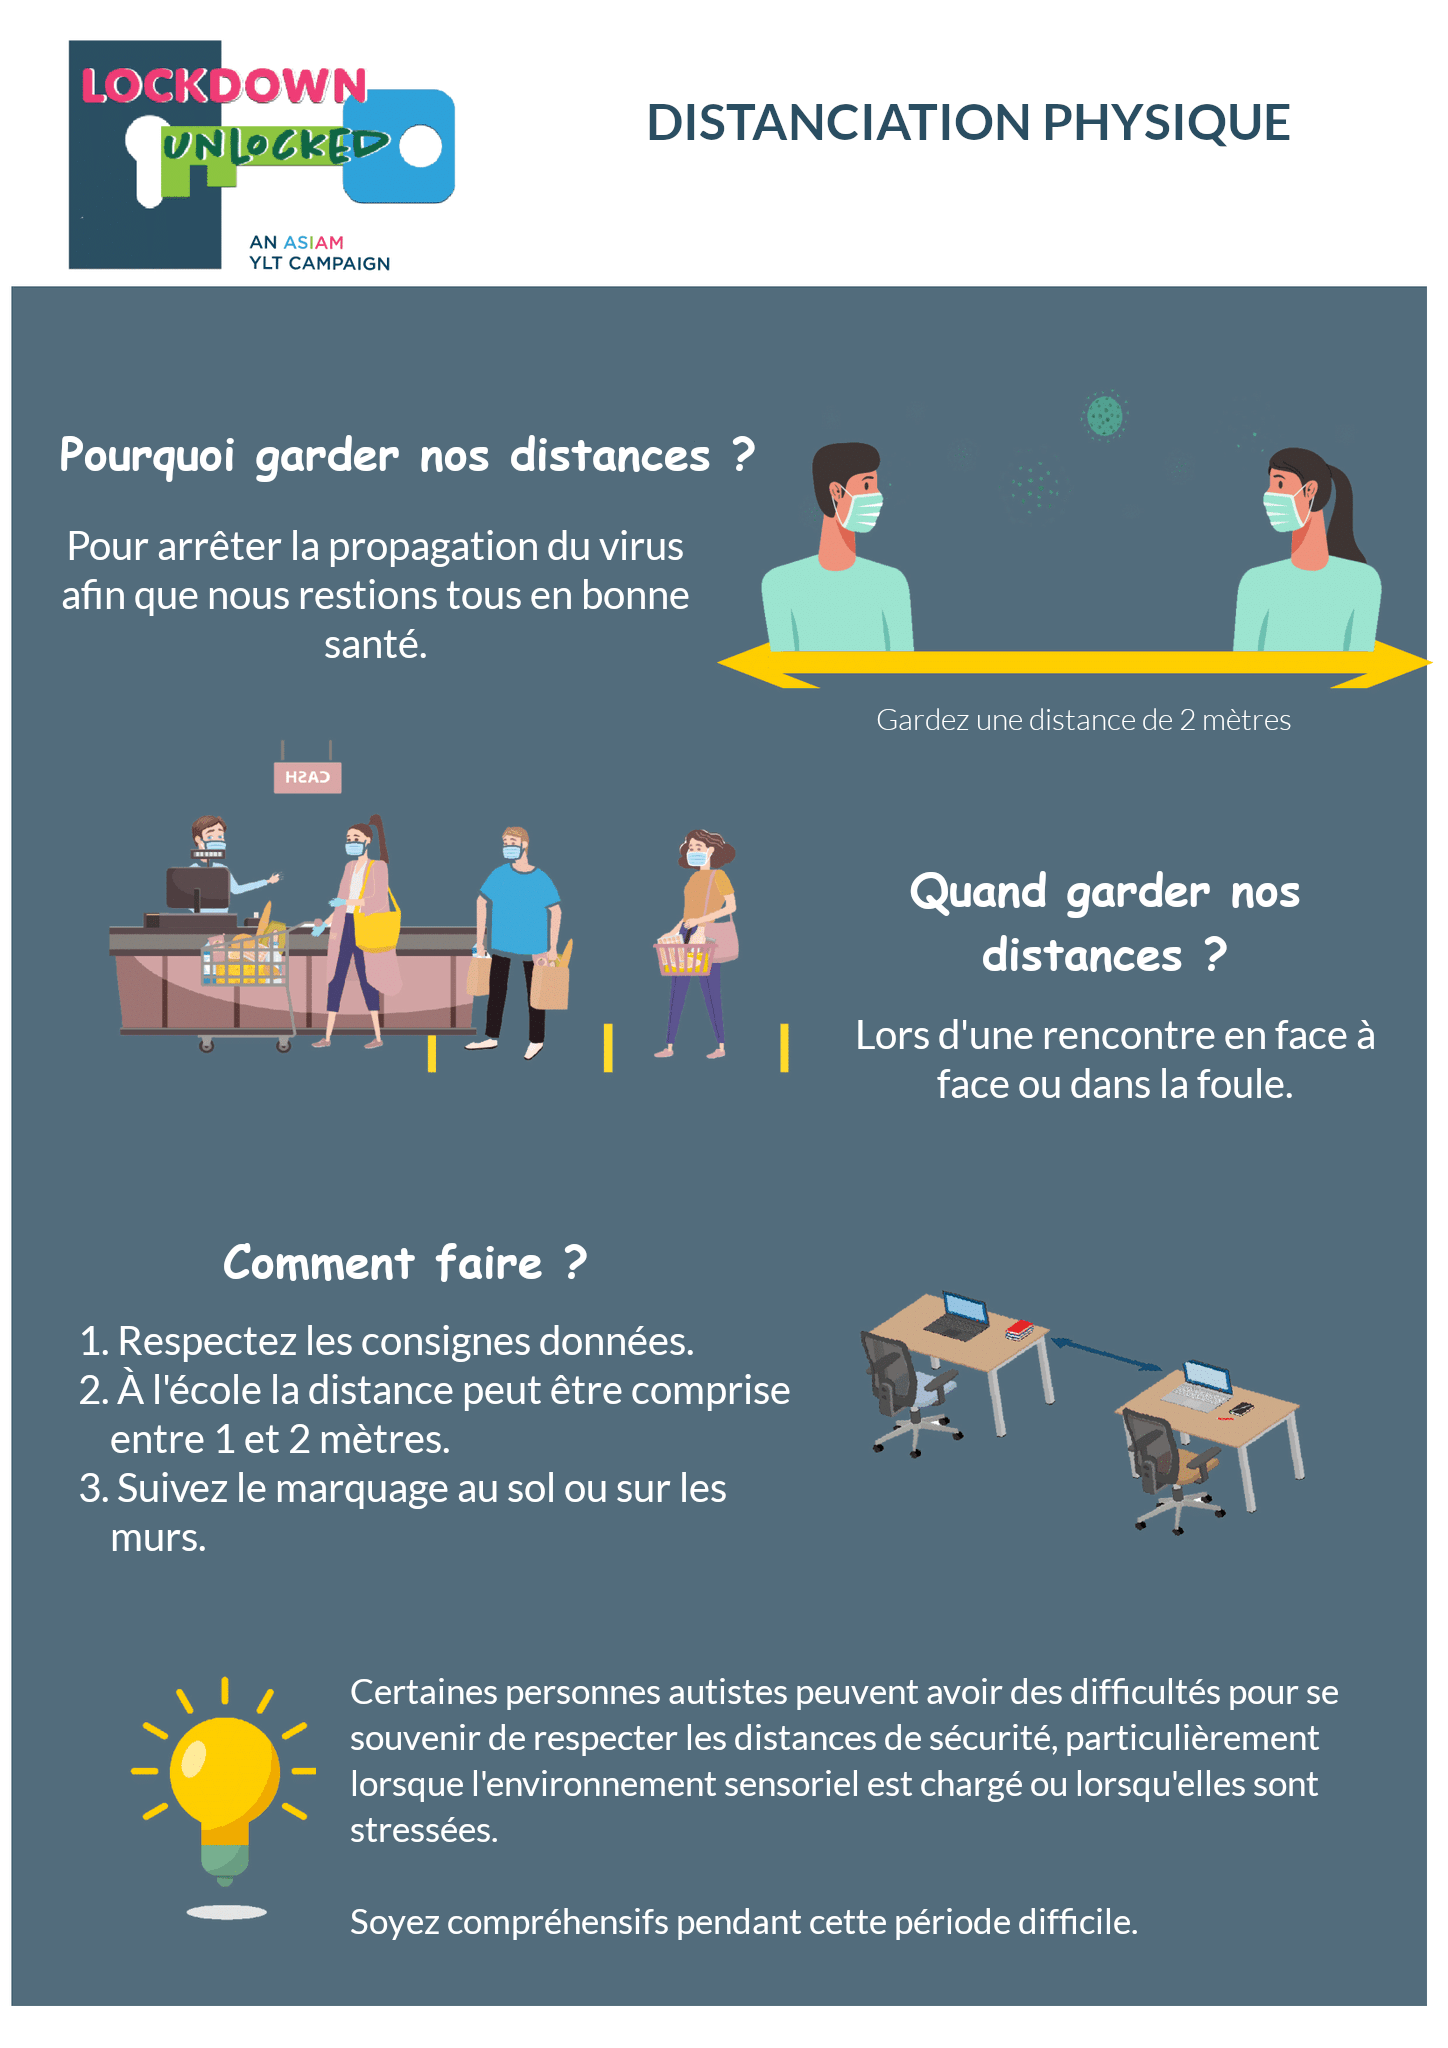 LOCKDOWN
UNLOCKED
AN ASIAM
YLT CAMPAIGN
DISTANCIATION PHYSIQUE
Pourquoi garder nos distances ?
Pour arrêter la propagation du virus
afin que nous restions tous en bonne
santé.
Gardez une distance de 2 mètres
CASH
Quand garder nos
distances ?
Lors d'une rencontre en face à
face ou dans la foule.
Comment faire ?
1. Respectez les consignes données.
2. À l'école la distance peut être comprise
entre 1 et 2 mètres.
3. Suivez le marquage au sol ou sur les
murs.
Certaines personnes autistes peuvent avoir des difficultés pour se
souvenir de respecter les distances de sécurité, particulièrement
lorsque l'environnement sensoriel est chargé ou lorsqu'elles sont
stressées.
Soyez compréhensifs pendant cette période difficile.